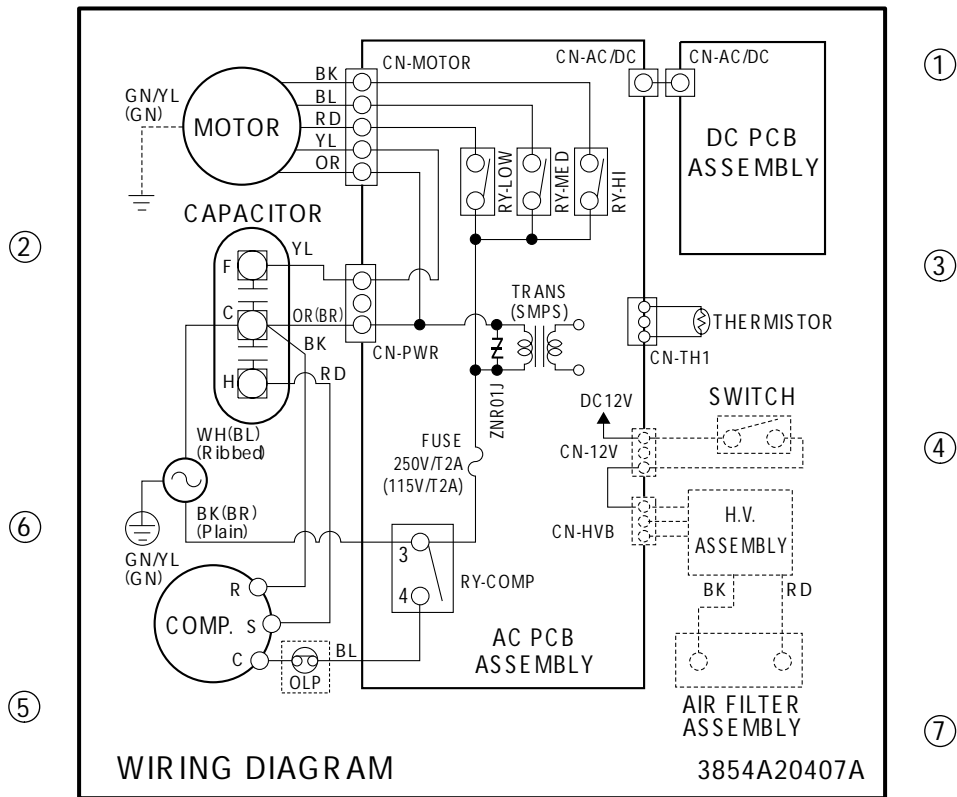 CN-MOTOR
CN-AC/DC
CN-AC/DC
1
BK
GN/YL
(GN)
BL
RD
MOTOR
YL
OR
DC PCB
ASSEMBLY
RY-LOW
RY-MED
RY-HI
CAPACITOR
2
YL
F
3
TRANS
(SMPS)
C
OR(BR)
THERMISTOR
BK
CN-PWR
CN-TH1
H
RD
ZNR01J
DC12V
SWITCH
WH(BL)
(Ribbed)
FUSE
250V/T2A
(115V/T2A)
CN-12V
4
BK(BR)
(Plain)
6
CN-HVB
H.V.
ASSEMBLY
GN/YL
(GN)
3
RY-COMP
R
4
BK
RD
COMP.
S
C
BL
OLP
AC PCB
ASSEMBLY
5
AIR FILTER
ASSEMBLY
7
WIRING DIAGRAM
3854A20407A